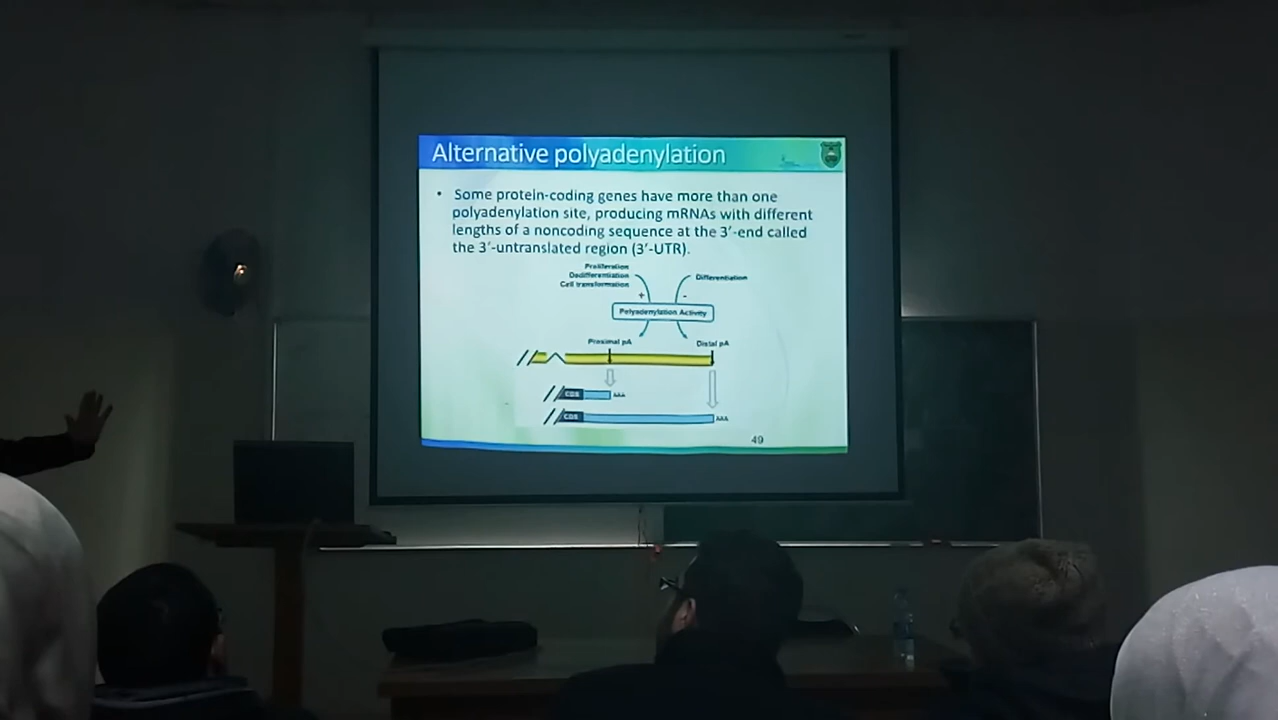 Alternative polyadenylation
• Some protein-coding genes have more than one
polyadenylation site, producing mRNAs with different
lengths of a noncoding sequence at the 3′-end called
the 3′-untranslated region (3′-UTR).
Proliferation
Dedifferentiation
Cell transformation
Differentiation
+
-
Polyadenylation Activity
Proximal pA
Distal pA
CDS AAA
CDS AAA
49